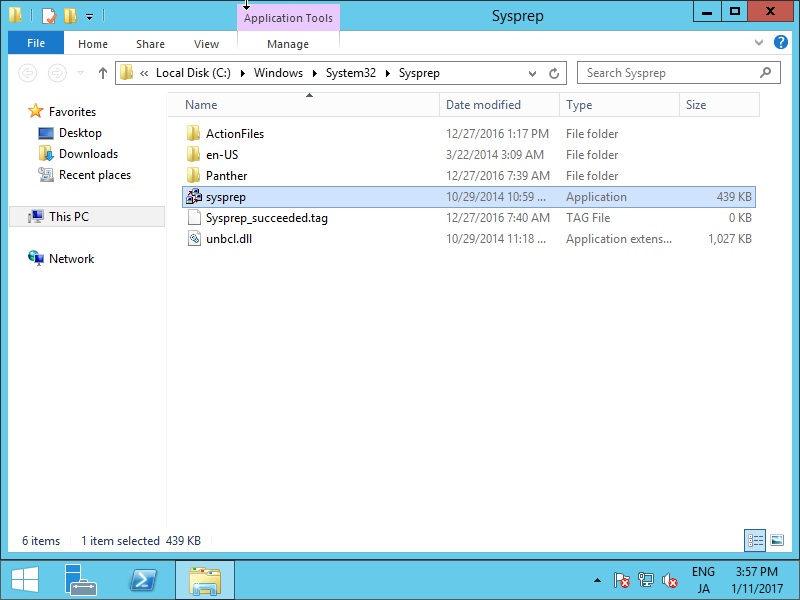 Application Tools
Sysprep
File Home Share View Manage
« Local Disk (C:) Windows System32 Sysprep
Search Sysprep
Name Date modified Type Size
Favorites
Desktop
Downloads
Recent places
This PC
Network
ActionFiles 12/27/2016 1:17 PM File folder
en-US 3/22/2014 3:09 AM File folder
Panther 12/27/2016 7:39 AM File folder
sysprep 10/29/2014 10:59 ... Application 439 KB
Sysprep_succeeded.tag 12/27/2016 7:40 AM TAG File 0 KB
unbcl.dll 10/29/2014 11:18 ... Application extens... 1,027 KB
6 items 1 item selected 439 KB
ENG 3:57 PM
JA 1/11/2017